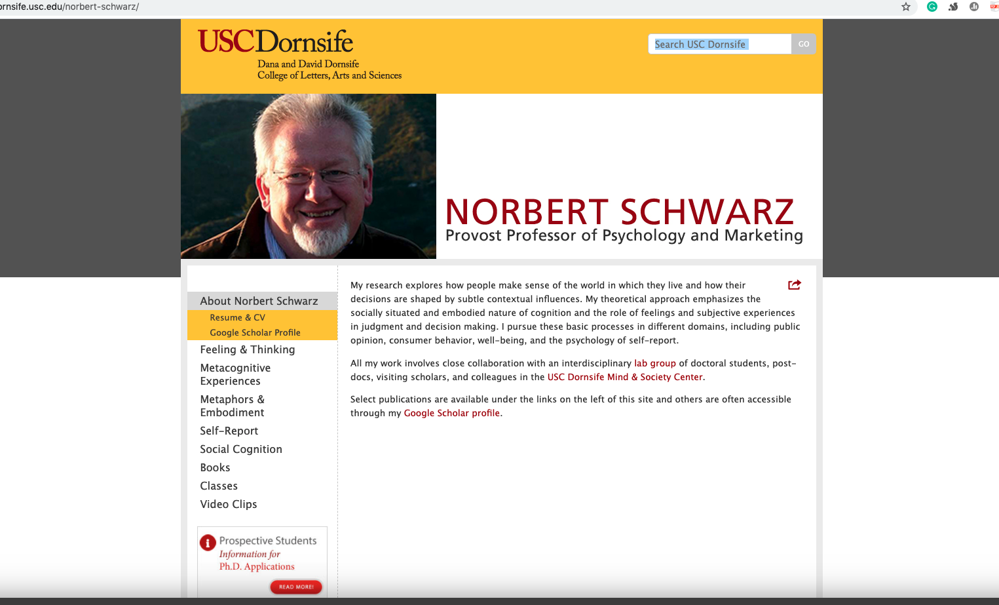 ornsife.usc.edu/norbert-schwarz/
USCDornsife
Dana and David Dornsife
College of Letters, Arts and Sciences
Search USC Dornsife
GO
NORBERT SCHWARZ
Provost Professor of Psychology and Marketing
About Norbert Schwarz
Resume & CV
Google Scholar Profile
Feeling & Thinking
Metacognitive
Experiences
Metaphors &
Embodiment
Self-Report
Social Cognition
Books
Classes
Video Clips
Prospective Students
Information for
Ph.D. Applications
READ MORE!
My research explores how people make sense of the world in which they live and how their
decisions are shaped by subtle contextual influences. My theoretical approach emphasizes the
socially situated and embodied nature of cognition and the role of feelings and subjective experiences
in judgment and decision making. I pursue these basic processes in different domains, including public
opinion, consumer behavior, well-being, and the psychology of self-report.
All my work involves close collaboration with an interdisciplinary lab group of doctoral students, post-
docs, visiting scholars, and colleagues in the USC Dornsife Mind & Society Center.
Select publications are available under the links on the left of this site and others are often accessible
through my Google Scholar profile.